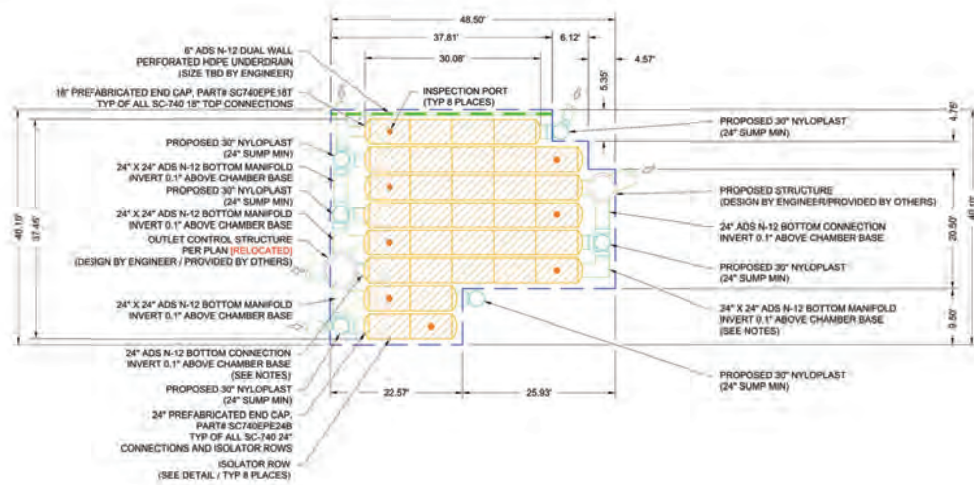 48.50'
37.81'
6.12'
30.08'
4.57'
5.35'
4.75'
6" ADS N-12 DUAL WALL
PERFORATED HDPE UNDERDRAIN
(SIZE TBD BY ENGINEER)
18" PREFABRICATED END CAP, PART# SC740EPE18T
TYP OF ALL SC-740 18" TOP CONNECTIONS
INSPECTION PORT
(TYP 8 PLACES)
PROPOSED 30" NYLOPLAST
(24" SUMP MIN)
24" X 24" ADS N-12 BOTTOM MANIFOLD
INVERT 0.1" ABOVE CHAMBER BASE
PROPOSED 30" NYLOPLAST
(24" SUMP MIN)
24" X 24" ADS N-12 BOTTOM MANIFOLD
INVERT 0.1" ABOVE CHAMBER BASE
OUTLET CONTROL STRUCTURE
PER PLAN [RELOCATED]
(DESIGN BY ENGINEER / PROVIDED BY OTHERS)
24" X 24" ADS N-12 BOTTOM MANIFOLD
INVERT 0.1" ABOVE CHAMBER BASE
24" ADS N-12 BOTTOM CONNECTION
INVERT 0.1" ABOVE CHAMBER BASE
(SEE NOTES)
PROPOSED 30" NYLOPLAST
(24" SUMP MIN)
24" PREFABRICATED END CAP,
PART# SC740EPE24B
TYP OF ALL SC-740 24"
CONNECTIONS AND ISOLATOR ROWS
ISOLATOR ROW
(SEE DETAIL / TYP 8 PLACES)
40.15'
37.45'
22.57'
25.93'
PROPOSED 30" NYLOPLAST
(24" SUMP MIN)
PROPOSED STRUCTURE
(DESIGN BY ENGINEER/PROVIDED BY OTHERS)
24" ADS N-12 BOTTOM CONNECTION
INVERT 0.1" ABOVE CHAMBER BASE
PROPOSED 30" NYLOPLAST
(24" SUMP MIN)
24" X 24" ADS N-12 BOTTOM MANIFOLD
INVERT 0.1" ABOVE CHAMBER BASE
(SEE NOTES)
PROPOSED 30" NYLOPLAST
(24" SUMP MIN)
20.50'
9.50'